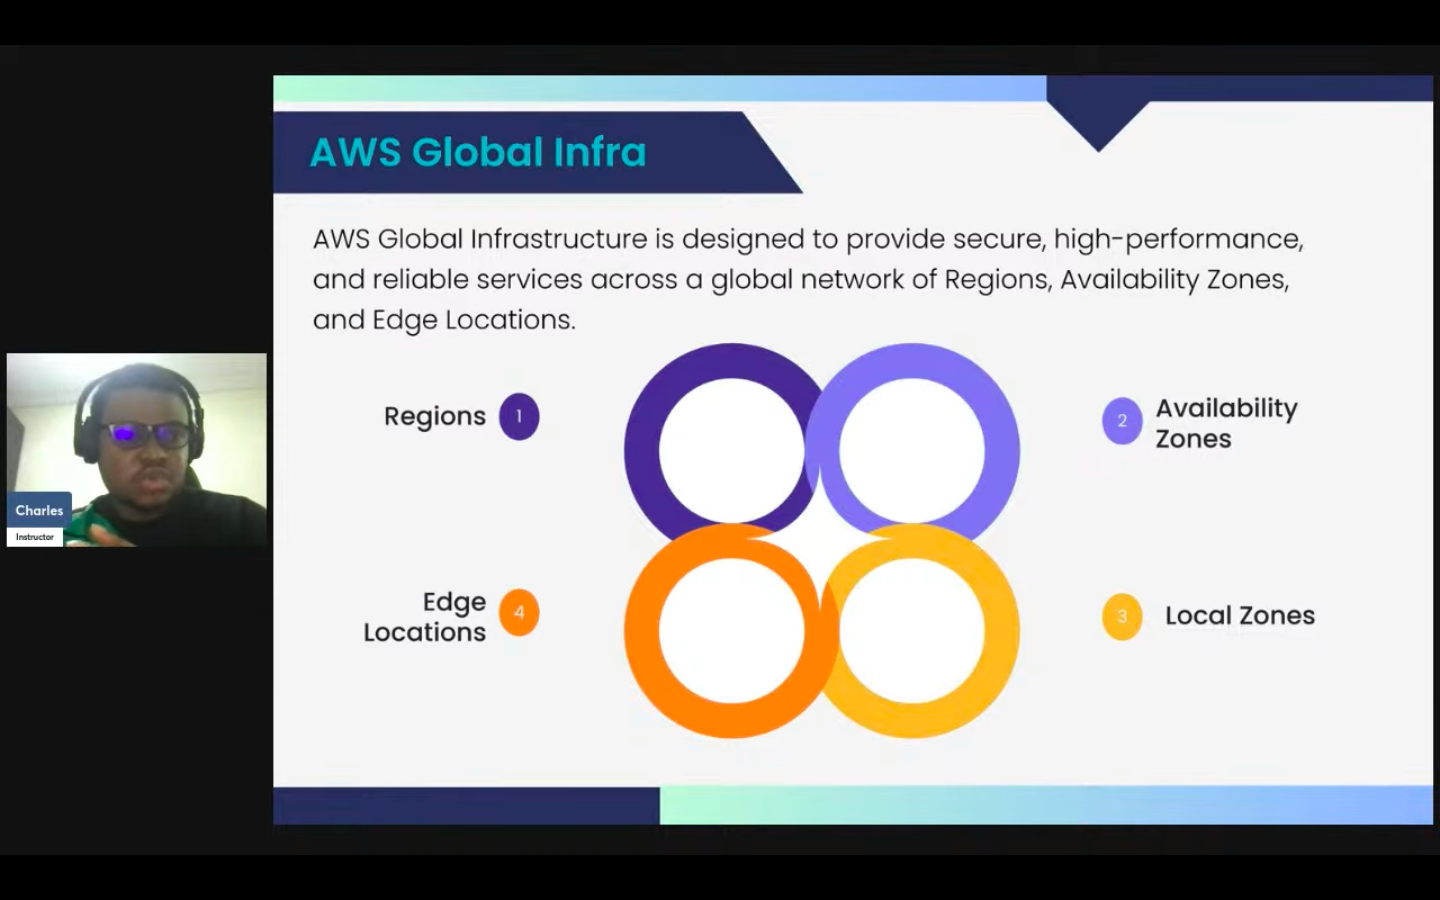 AWS Global Infra
AWS Global Infrastructure is designed to provide secure, high-performance,
and reliable services across a global network of Regions, Availability Zones,
and Edge Locations.
Regions
1
2
Availability
Zones
Edge
Locations
4
3
Local Zones
Charles
Instructor